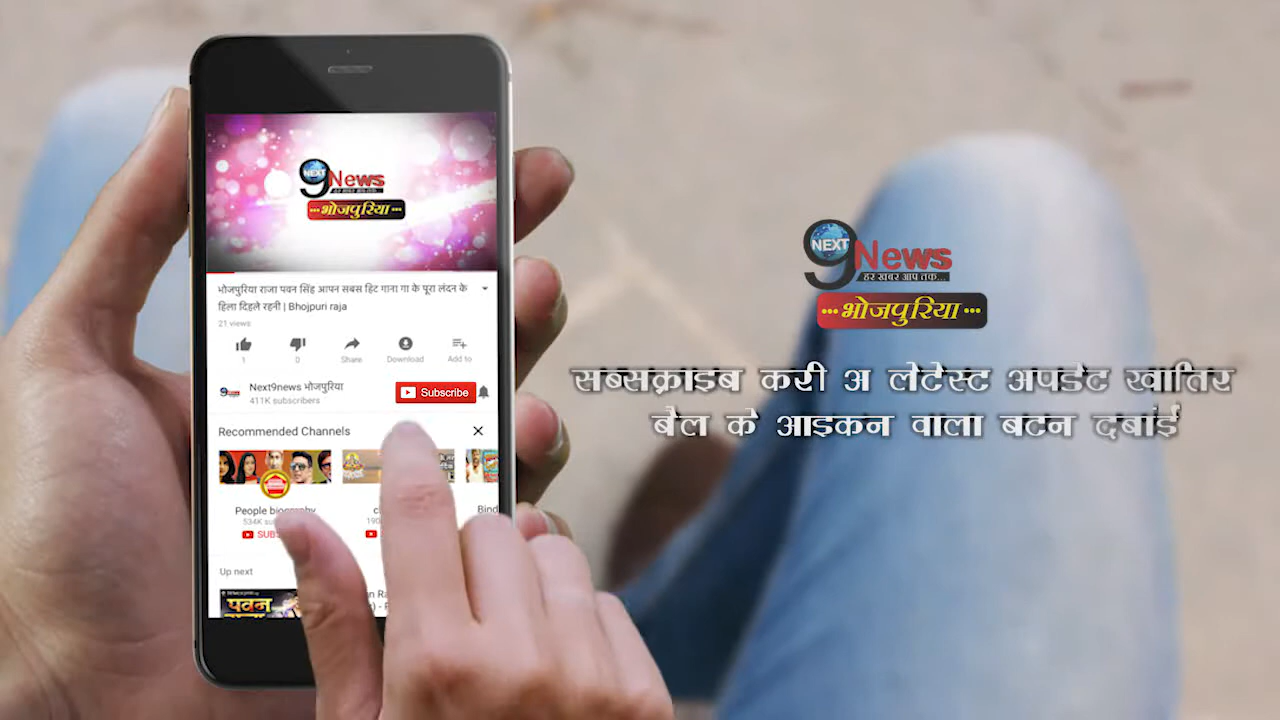 NEXT
9News
हर खबर आप तक...
भोजपुरिया
भोजपुरिया राजा पवन सिंह आपन सबस हिट गाना गा के पूरा लंदन के
हिला दिहले रहनी | Bhojpuri raja
21 views
1
0
Share
Download
Add to
Next9news भोजपुरिया
411K subscribers
Subscribe
Recommended Channels
People biography
534K
190
Bind
Up next
पवन
NEXT
9News
हर खबर आप तक...
भोजपुरिया
सब्सक्राइब करी अ लेटेस्ट अपडेट खातिर
बैल के आइकन वाला बटन दबाई